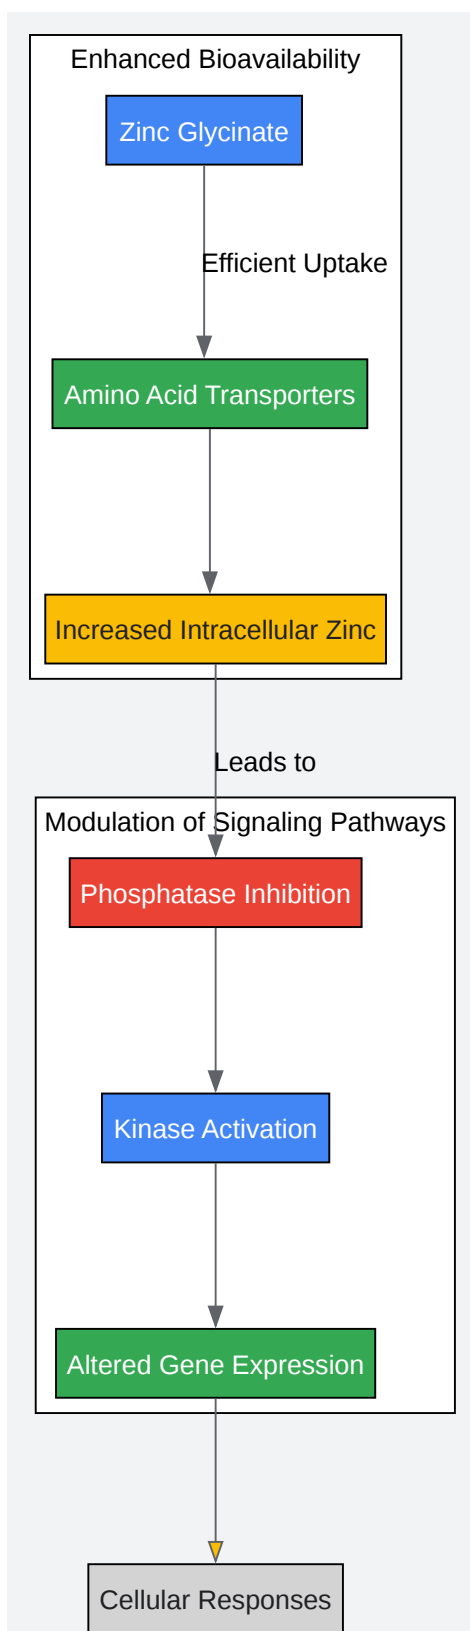 Enhanced Bioavailability
Zinc Glycinate
Efficient Uptake
Amino Acid Transporters
Increased Intracellular Zinc
Leads to
Modulation of Signaling Pathways
Phosphatase Inhibition
Kinase Activation
Altered Gene Expression
Cellular Responses